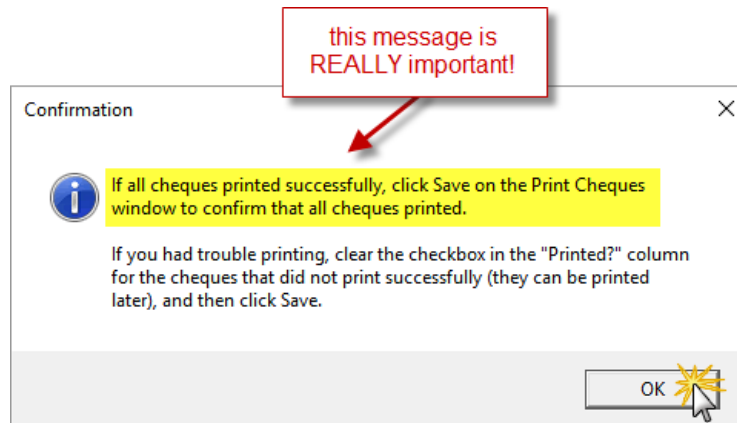 this message is
REALLY important!
Confirmation
If all cheques printed successfully, click Save on the Print Cheques
window to confirm that all cheques printed.
If you had trouble printing, clear the checkbox in the "Printed?" column
for the cheques that did not print successfully (they can be printed
later), and then click Save.
OK